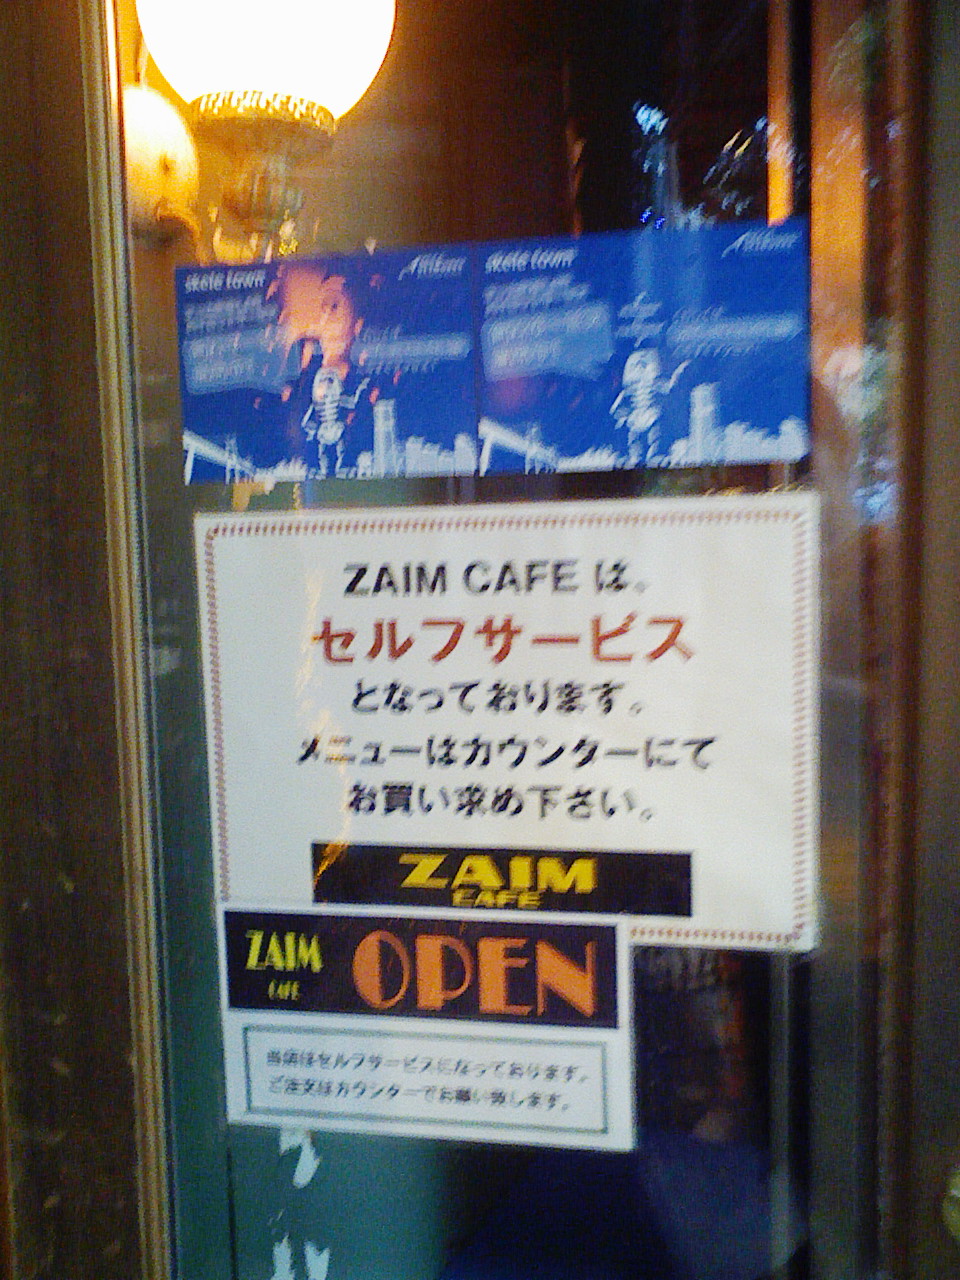 skele town
skele town
ZAIM CAFE は、
セルフサービス
となっております。
メニューはカウンターにて
お買い求め下さい。
ZAIM
CAFE
ZAIM
CAFE
OPEN
当店はセルフサービスになっております。
ご注文はカウンターでお願い致します。